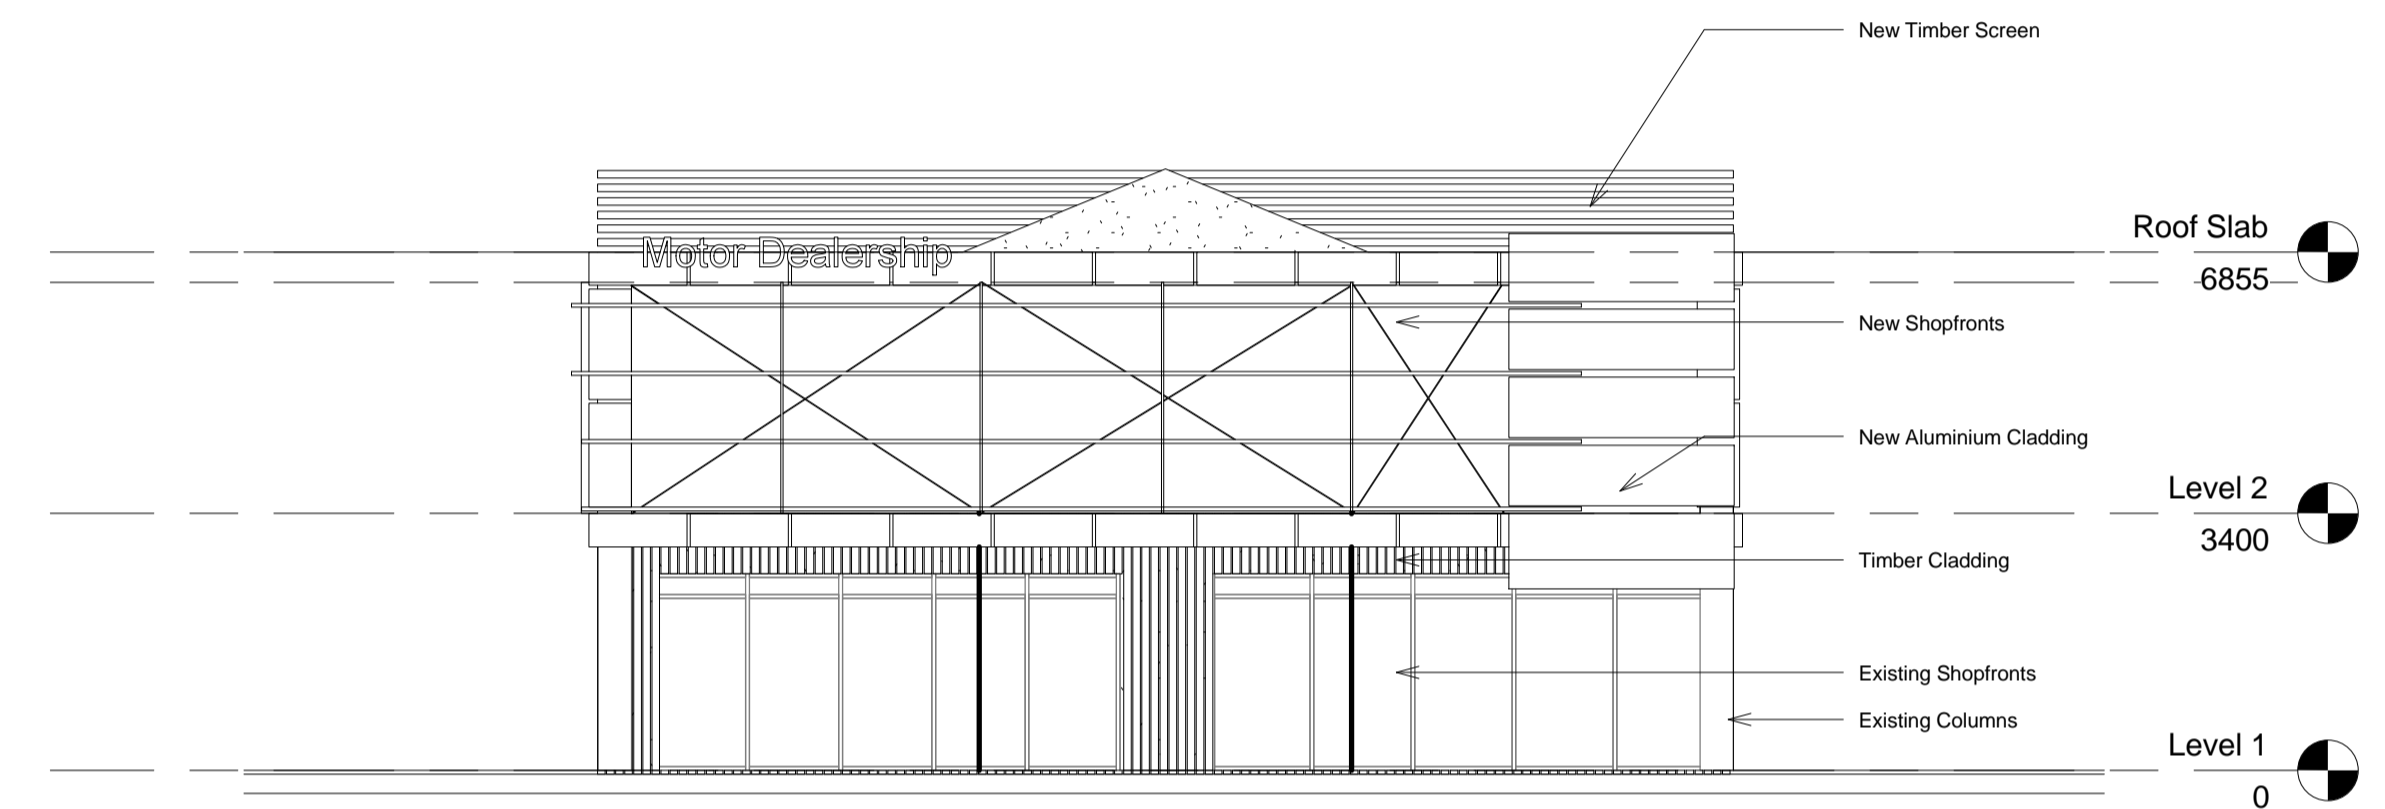 New Timber Screen
Motor Dealership
Roof Slab
6855
New Shopfronts
New Aluminium Cladding
Level 2
3400
Timber Cladding
Existing Shopfronts
Existing Columns
Level 1
0